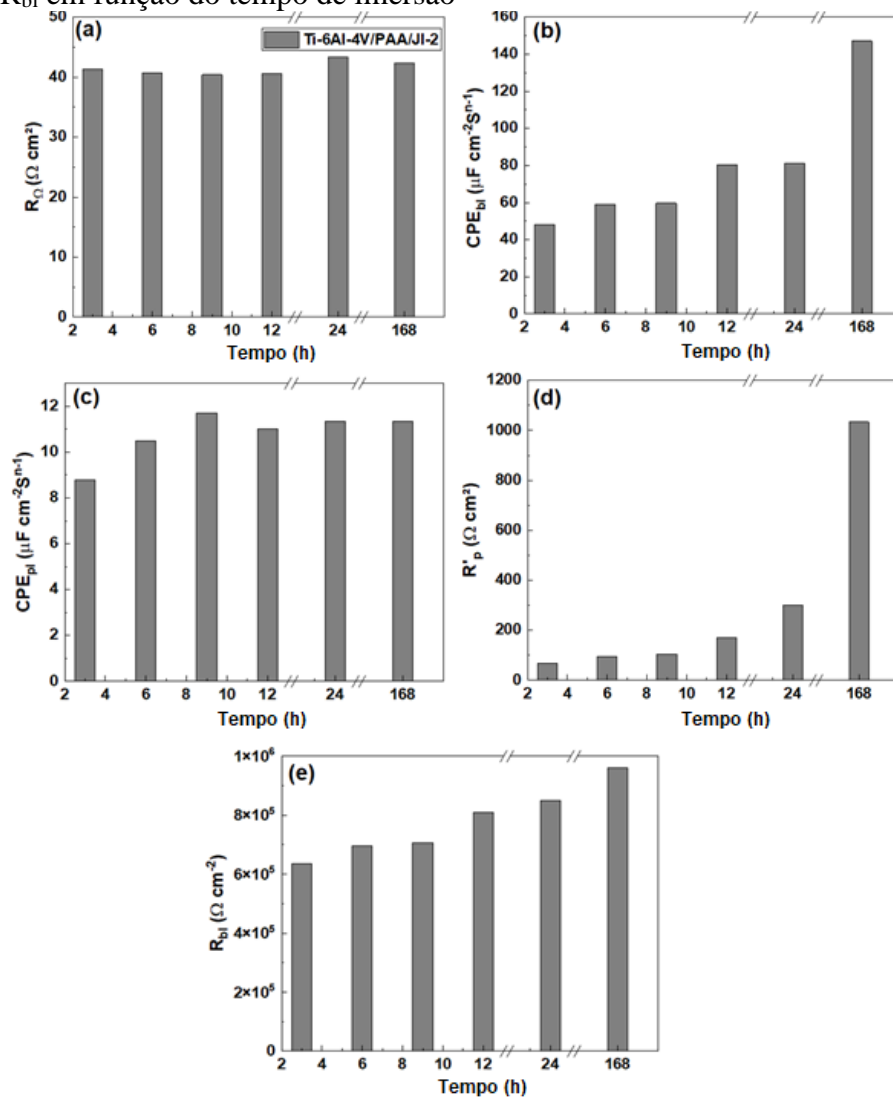 R_bl em função do tempo de imersão
(a)
Ti-6Al-4V/PAA/JI-2
50
40
30
20
10
0
R_Ω (Ω cm²)
2 4 6 8 10 12 24 168
Tempo (h)
(b)
160
140
120
100
80
60
40
20
0
CPE_bl (μF cm⁻²Sⁿ⁻¹)
2 4 6 8 10 12 24 168
Tempo (h)
(c)
12
10
8
6
4
2
0
CPE_pl (μF cm⁻²Sⁿ⁻¹)
2 4 6 8 10 12 24 168
Tempo (h)
(d)
1200
1000
800
600
400
200
0
R'_p (Ω cm²)
2 4 6 8 10 12 24 168
Tempo (h)
(e)
1×10⁶
8×10⁵
6×10⁵
4×10⁵
2×10⁵
0
R_bl (Ω cm⁻²)
2 4 6 8 10 12 24 168
Tempo (h)